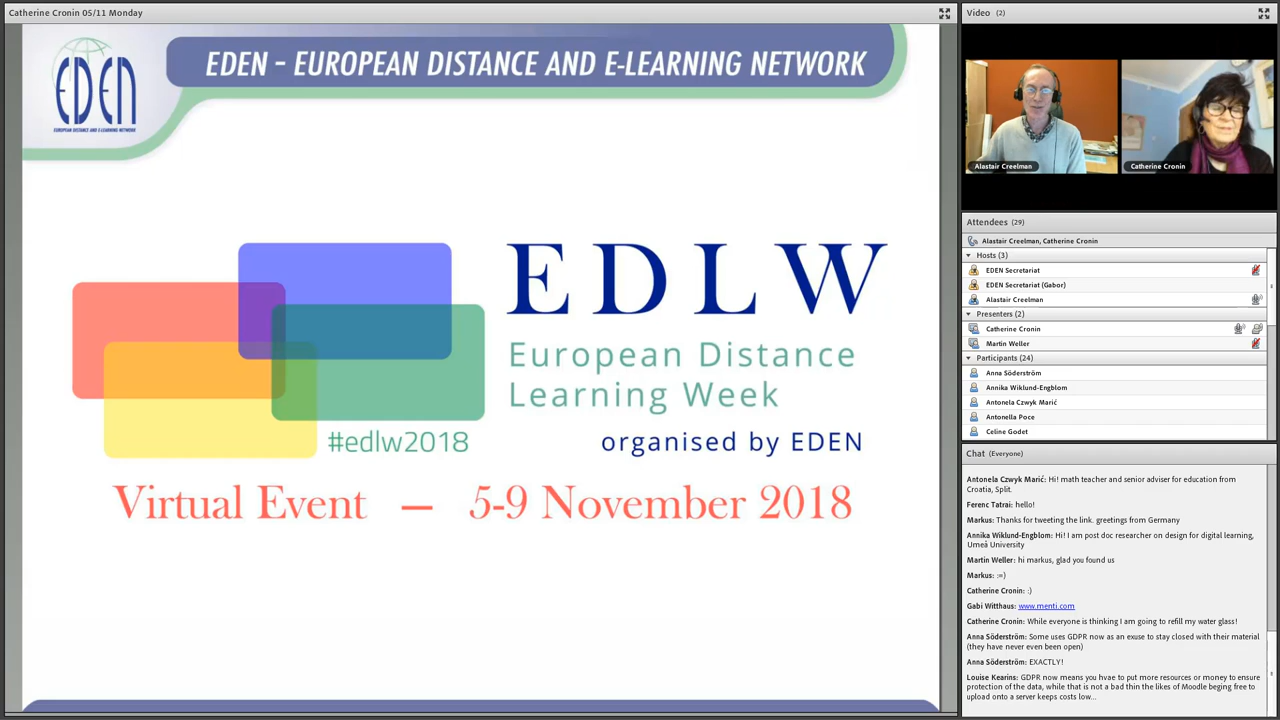 Catherine Cronin 05/11 Monday
EDEN
EUROPEAN DISTANCE AND E-LEARNING NETWORK
EDEN – EUROPEAN DISTANCE AND E-LEARNING NETWORK
EDLW
European Distance
Learning Week
#edlw2018
organised by EDEN
Virtual Event — 5-9 November 2018
Video (2)
Alastair Creelman
Catherine Cronin
Attendees (29)
Alastair Creelman, Catherine Cronin
Hosts (3)
EDEN Secretariat
EDEN Secretariat (Gabor)
Alastair Creelman
Presenters (2)
Catherine Cronin
Martin Weller
Participants (24)
Anna Söderström
Annika Wiklund-Engblom
Antonela Czwyk Marić
Antonella Poce
Celine Godet
Chat (Everyone)
Antonela Czwyk Marić: Hi! math teacher and senior adviser for education from
Croatia, Split.
Ferenc Tatrai: hello!
Markus: Thanks for tweeting the link. greetings from Germany
Annika Wiklund-Engblom: Hi! I am post doc researcher on design for digital learning,
Umeå University
Martin Weller: hi markus, glad you found us
Markus: :=)
Catherine Cronin: :)
Gabi Witthaus: www.menti.com
Catherine Cronin: While everyone is thinking I am going to refill my water glass!
Anna Söderström: Some uses GDPR now as an excuse to stay closed with their material
(they have never even been open)
Anna Söderström: EXACTLY!
Louise Kearins: GDPR now means you hvae to put more resources or money to ensure
protection of the data, while that is not a bad thin the likes of Moodle beging free to
upload onto a server keeps costs low...